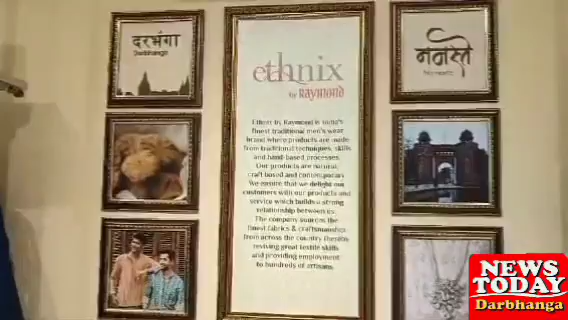 दरभंगा
Darbhanga
ethnix
by Raymond
Ethnix by Raymond is India's
finest traditional men's wear
brand where products are made
from traditional techniques, skills
and hand-based processes.
Our products are natural,
craft based and contemporary.
We ensure that we delight our
customers with our products and
service which builds a strong
relationship between us.
The company sources the
finest fabrics & craftsmanship
from across the country thereby
reviving great textile skills
and providing employment
to hundreds of artisans.
नमस्ते
Namaste
NEWS
TODAY
Darbhanga